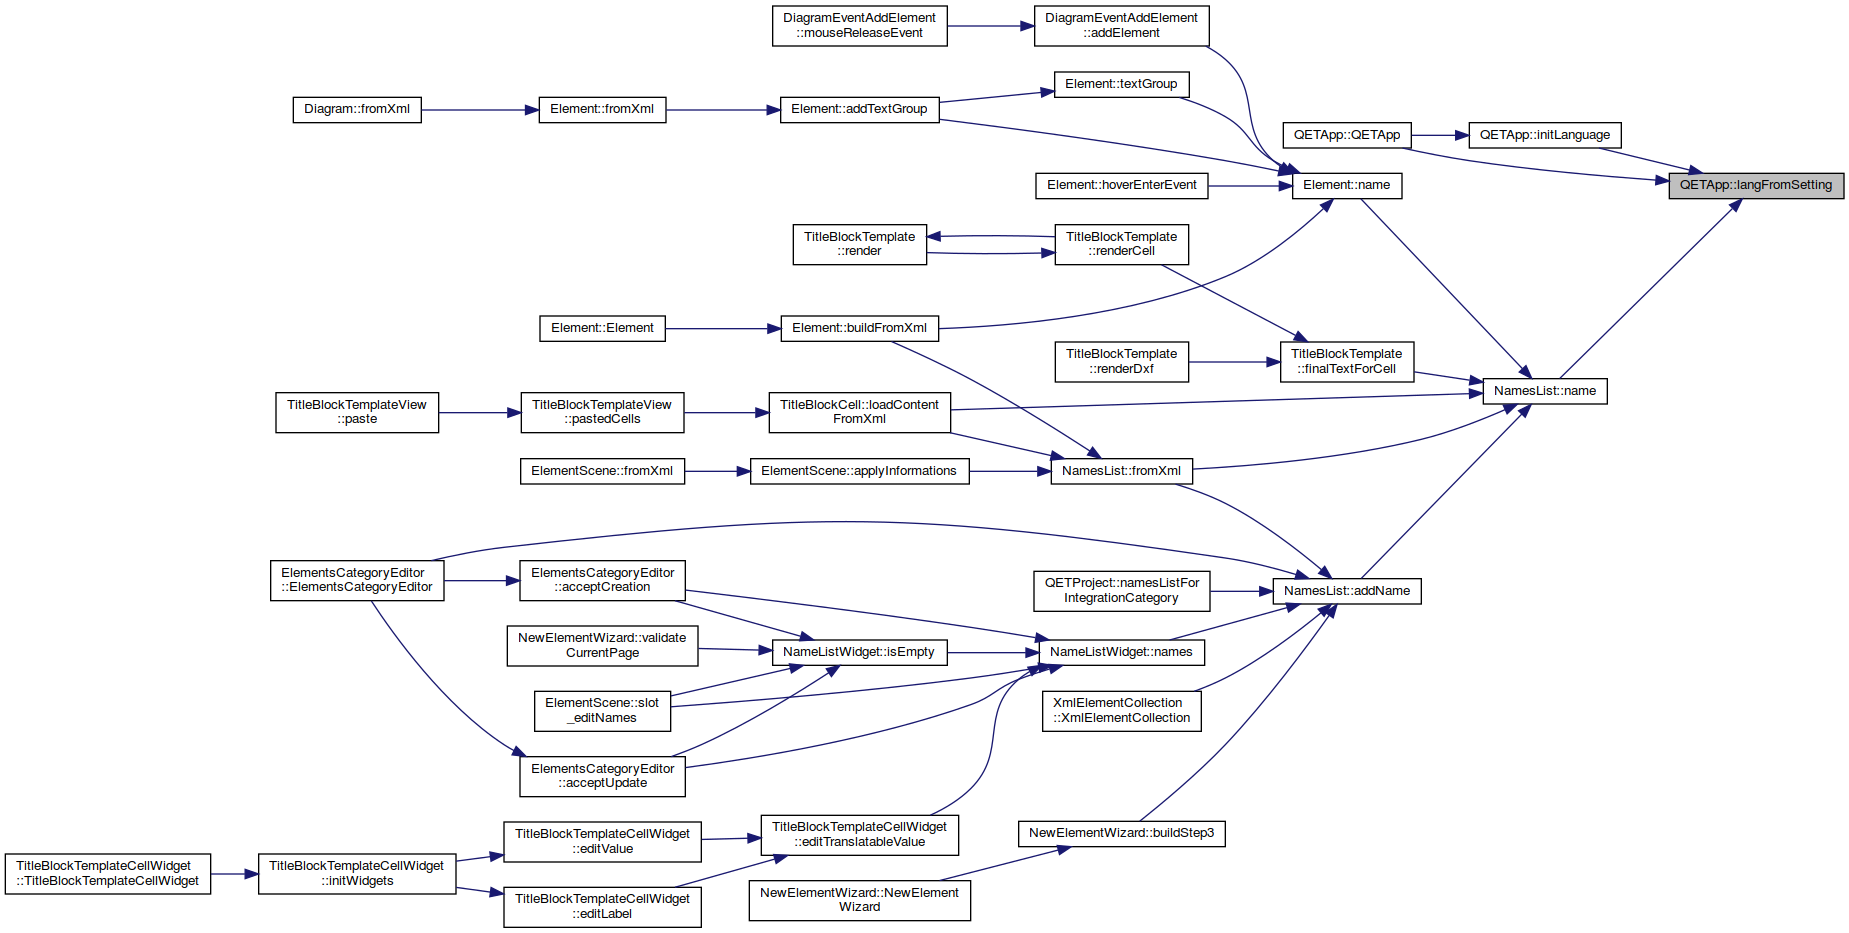 DiagramEventAddElement
::mouseReleaseEvent
DiagramEventAddElement
::addElement
Element::textGroup
Diagram::fromXml
Element::fromXml
Element::addTextGroup
QETApp::QETApp
QETApp::initLanguage
Element::hoverEnterEvent
Element::name
QETApp::langFromSetting
TitleBlockTemplate
::render
TitleBlockTemplate
::renderCell
Element::Element
Element::buildFromXml
TitleBlockTemplate
::renderDxf
TitleBlockTemplate
::finalTextForCell
NamesList::name
TitleBlockTemplateView
::paste
TitleBlockTemplateView
::pastedCells
TitleBlockCell::loadContent
FromXml
ElementScene::fromXml
ElementScene::applyInformations
NamesList::fromXml
ElementsCategoryEditor
::ElementsCategoryEditor
ElementsCategoryEditor
::acceptCreation
QETProject::namesListFor
IntegrationCategory
NamesList::addName
NewElementWizard::validate
CurrentPage
NameListWidget::isEmpty
NameListWidget::names
ElementScene::slot
_editNames
XmlElementCollection
::XmlElementCollection
ElementsCategoryEditor
::acceptUpdate
TitleBlockTemplateCellWidget
::editValue
TitleBlockTemplateCellWidget
::editTranslatableValue
NewElementWizard::buildStep3
TitleBlockTemplateCellWidget
::TitleBlockTemplateCellWidget
TitleBlockTemplateCellWidget
::initWidgets
TitleBlockTemplateCellWidget
::editLabel
NewElementWizard::NewElement
Wizard